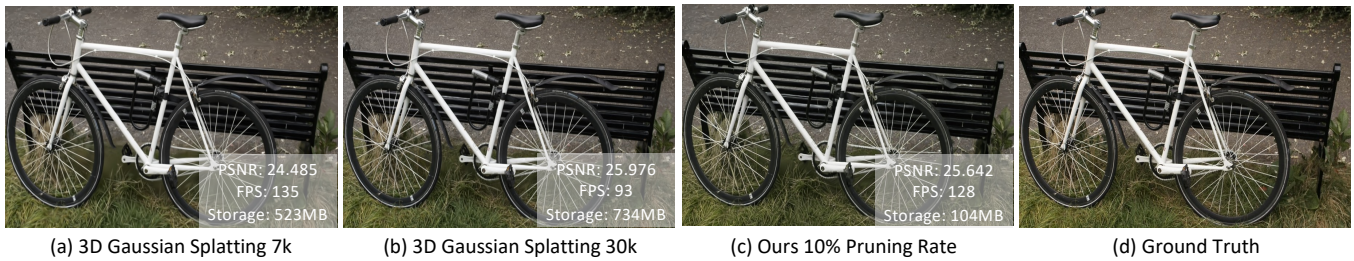 PSNR: 24.485
FPS: 135
Storage: 523MB
PSNR: 25.976
FPS: 93
Storage: 734MB
PSNR: 25.642
FPS: 128
Storage: 104MB
(a) 3D Gaussian Splatting 7k
(b) 3D Gaussian Splatting 30k
(c) Ours 10% Pruning Rate
(d) Ground Truth